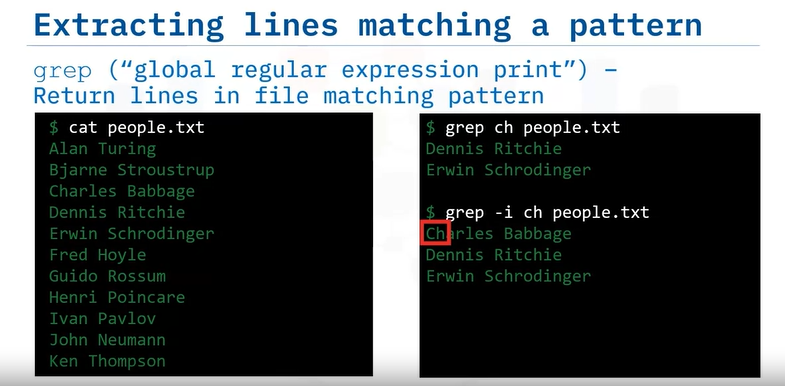 Extracting lines matching a pattern
grep (“global regular expression print”) –
Return lines in file matching pattern
$ cat people.txt
Alan Turing
Bjarne Stroustrup
Charles Babbage
Dennis Ritchie
Erwin Schrodinger
Fred Hoyle
Guido Rossum
Henri Poincare
Ivan Pavlov
John Neumann
Ken Thompson
$ grep ch people.txt
Dennis Ritchie
Erwin Schrodinger
$ grep -i ch people.txt
Charles Babbage
Dennis Ritchie
Erwin Schrodinger